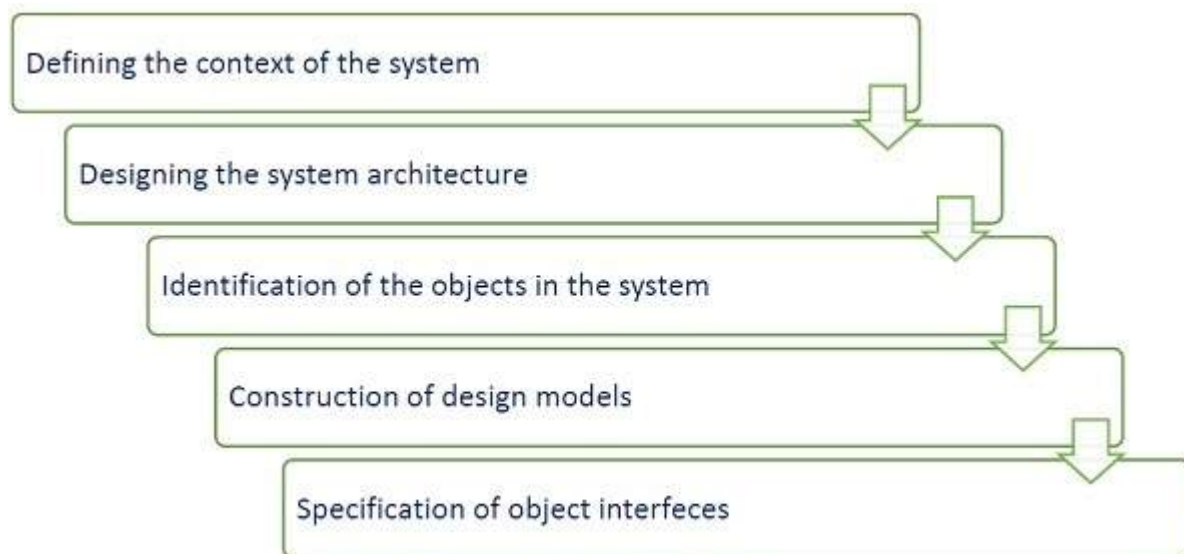 Defining the context of the system
Designing the system architecture
Identification of the objects in the system
Construction of design models
Specification of object interfeces